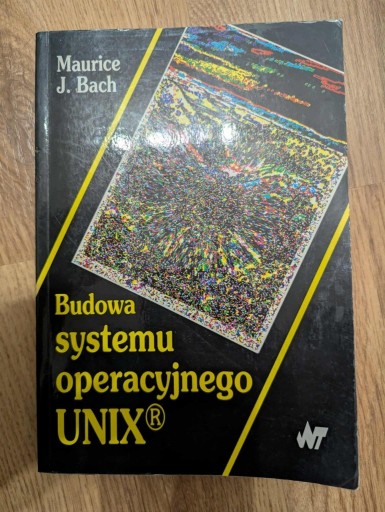 Maurice
J. Bach
Budowa
systemu
operacyjnego
UNIX®
WNT